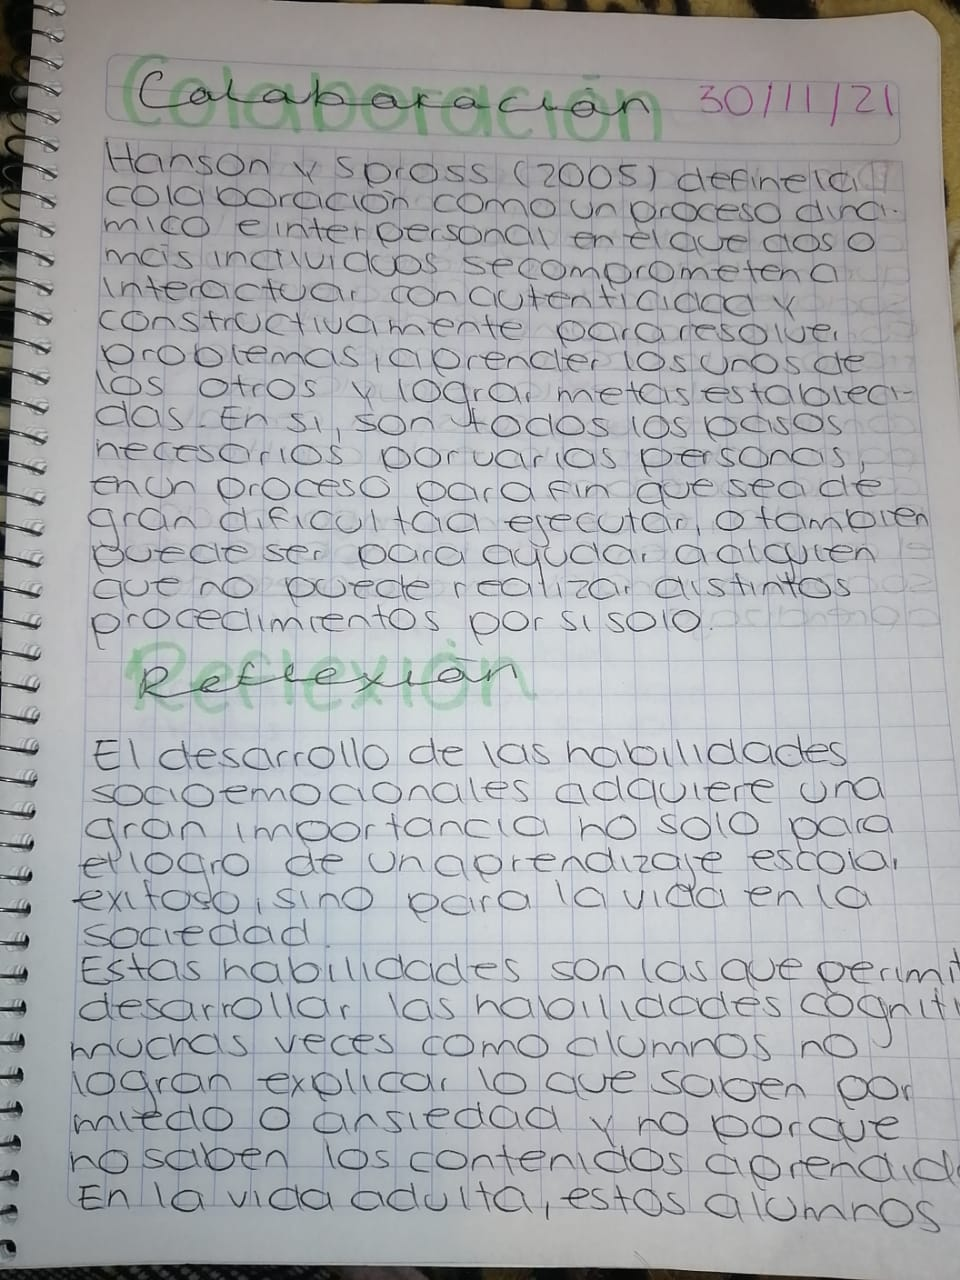 Colaboración 30/11/21
Hanson y Spross (2005) define la
colaboración como un proceso diná-
mico e interpersonal en el que dos o
más individuos se comprometen a
interactuar con autenticidad y
constructivamente para resolver
problemas, aprender los unos de
los otros y lograr metas estableci-
das. En si, son todos los pasos
necesarios por varias personas,
en un proceso para fin que sea de
gran dificultad ejecutar, o tambien
puede ser para ayudar a alguien
que no puede realizar distintos
procedimientos por si solo.
Reflexión
El desarrollo de las habilidades
socioemocionales adquiere una
gran importancia no solo para
el logro de un aprendizaje escolar
exitoso, sino para la vida en la
sociedad.
Estas habilidades son las que perimit
desarrollar las habilidades cogniti
muchas veces como alumnos no
logran explicar lo que saben por
miedo o ansiedad y no porque
no saben los contenidos aprendid
En la vida adulta, estos alumnos